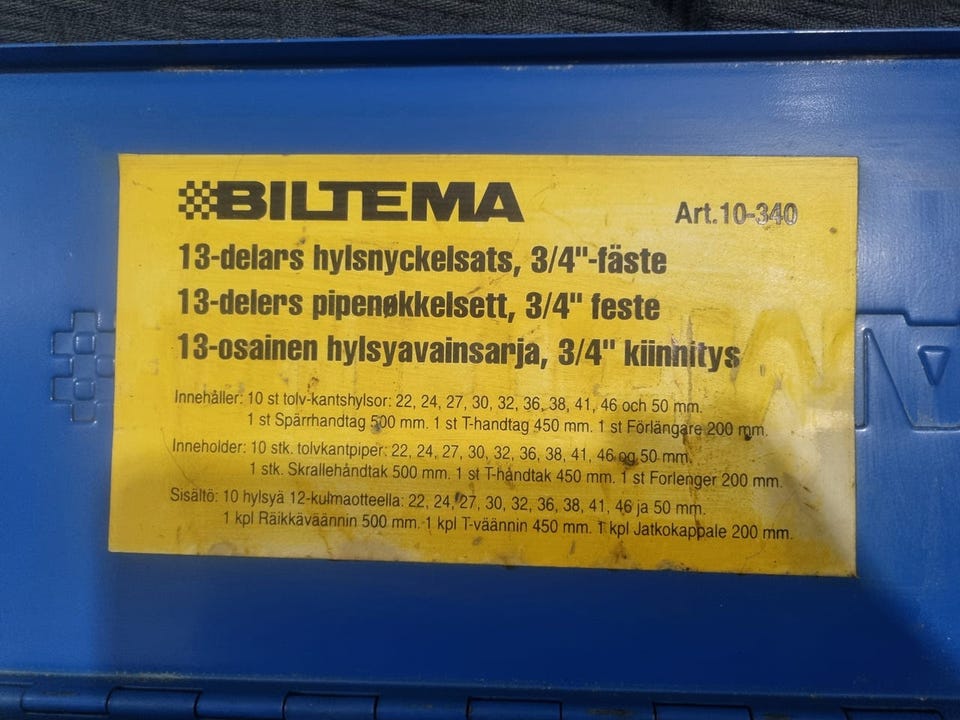 BILTEMA
Art.10-340
13-delars hylsnyckelsats, 3/4"-fäste
13-delers pipenøkkelsett, 3/4" feste
13-osainen hylsyavainsarja, 3/4" kiinnitys
Innehåller: 10 st tolv-kantshylsor: 22, 24, 27, 30, 32, 36, 38, 41, 46 och 50 mm.
1 st Spärrhandtag 500 mm. 1 st T-handtag 450 mm. 1 st Förlängare 200 mm.
Inneholder: 10 stk. tolvkantpiper: 22, 24, 27, 30, 32, 36, 38, 41, 46 og 50 mm.
1 stk. Skrallehåndtak 500 mm. 1 st T-håndtak 450 mm. 1 st Forlenger 200 mm.
Sisältö: 10 hylsyä 12-kulmaotteella: 22, 24, 27, 30, 32, 36, 38, 41, 46 ja 50 mm.
1 kpl Räikkäväännin 500 mm. 1 kpl T-väännin 450 mm. 1 kpl Jatkokappale 200 mm.